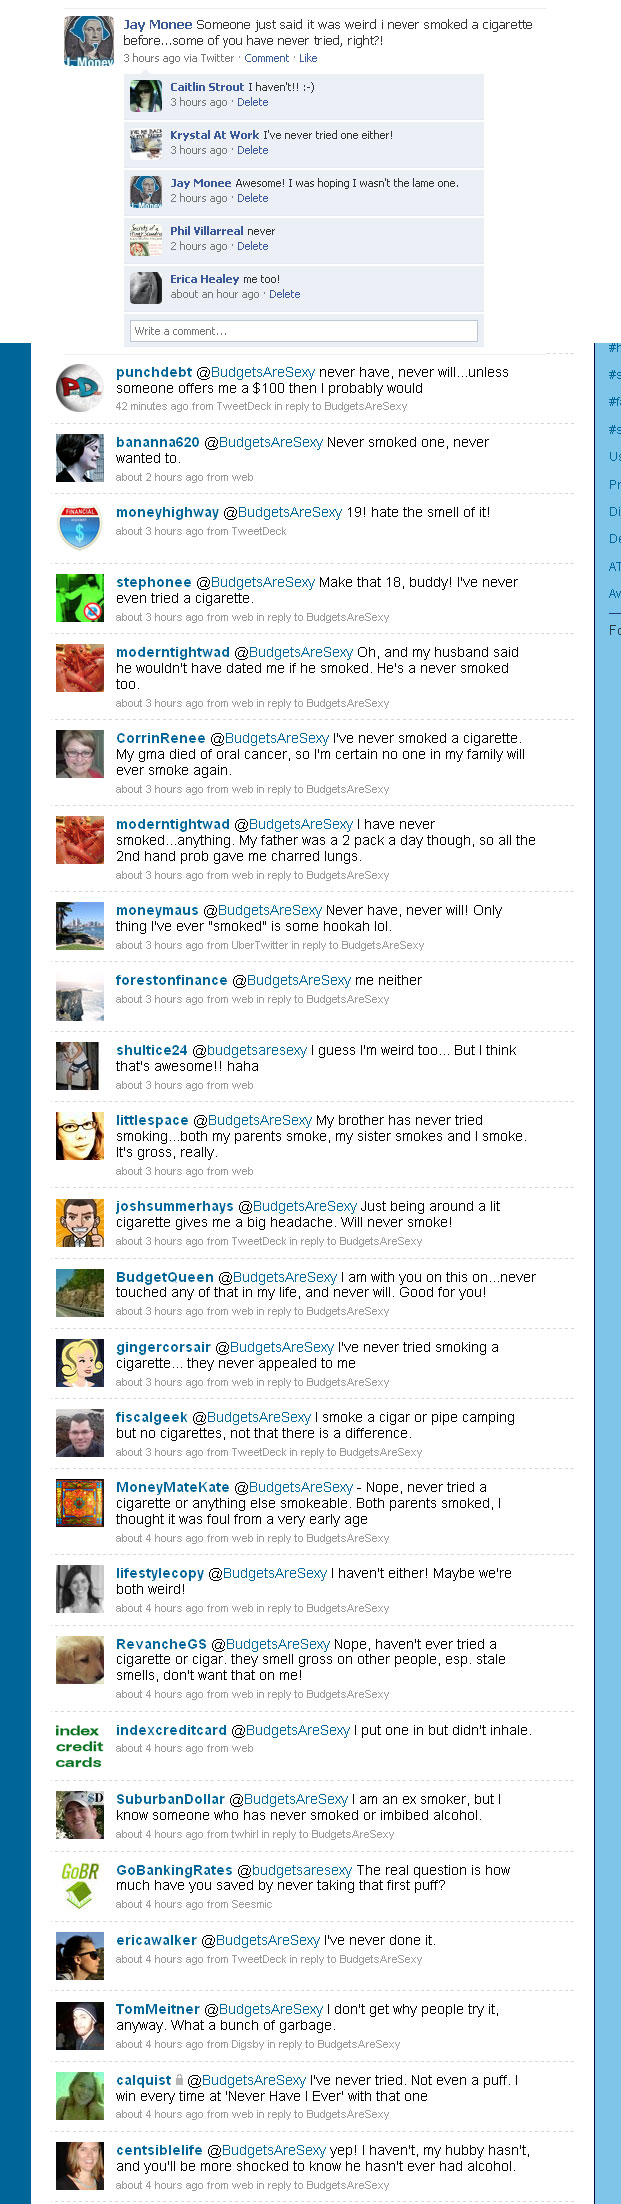 Jay Monee Someone just said it was weird i never smoked a cigarette
before...some of you have never tried, right?!
3 hours ago via Twitter · Comment · Like
Caitlin Strout I haven't!! :-)
3 hours ago · Delete
Krystal At Work I've never tried one either!
3 hours ago · Delete
Jay Monee Awesome! I was hoping I wasn't the lame one.
2 hours ago · Delete
Phil Villarreal never
2 hours ago · Delete
Erica Healey me too!
about an hour ago · Delete
Write a comment...
punchdebt @BudgetsAreSexy never have, never will...unless
someone offers me a $100 then I probably would
42 minutes ago from TweetDeck in reply to BudgetsAreSexy
bananna620 @BudgetsAreSexy Never smoked one, never
wanted to.
about 2 hours ago from web
FINANCIAL
$
moneyhighway @BudgetsAreSexy 19! hate the smell of it!
about 3 hours ago from TweetDeck
stephonee @BudgetsAreSexy Make that 18, buddy! I've never
even tried a cigarette.
about 3 hours ago from web in reply to BudgetsAreSexy
moderntightwad @BudgetsAreSexy Oh, and my husband said
he wouldn't have dated me if he smoked. He's a never smoked
too.
about 3 hours ago from web in reply to BudgetsAreSexy
CorrinRenee @BudgetsAreSexy I've never smoked a cigarette.
My gma died of oral cancer, so I'm certain no one in my family will
ever smoke again.
about 3 hours ago from web in reply to BudgetsAreSexy
moderntightwad @BudgetsAreSexy I have never
smoked...anything. My father was a 2 pack a day though, so all the
2nd hand prob gave me charred lungs.
about 3 hours ago from web in reply to BudgetsAreSexy
moneymaus @BudgetsAreSexy Never have, never will! Only
thing I've ever "smoked" is some hookah lol.
about 3 hours ago from UberTwitter in reply to BudgetsAreSexy
forestonfinance @BudgetsAreSexy me neither
about 3 hours ago from web in reply to BudgetsAreSexy
shultice24 @budgetsaresexy I guess I'm weird too... But I think
that's awesome!! haha
about 3 hours ago from web
littlespace @BudgetsAreSexy My brother has never tried
smoking...both my parents smoke, my sister smokes and I smoke.
It's gross, really.
about 3 hours ago from web
joshsummerhays @BudgetsAreSexy Just being around a lit
cigarette gives me a big headache. Will never smoke!
about 3 hours ago from TweetDeck in reply to BudgetsAreSexy
BudgetQueen @BudgetsAreSexy I am with you on this on...never
touched any of that in my life, and never will. Good for you!
about 3 hours ago from web in reply to BudgetsAreSexy
gingercorsair @BudgetsAreSexy I've never tried smoking a
cigarette... they never appealed to me
about 3 hours ago from web in reply to BudgetsAreSexy
fiscalgeek @BudgetsAreSexy I smoke a cigar or pipe camping
but no cigarettes, not that there is a difference.
about 3 hours ago from TweetDeck in reply to BudgetsAreSexy
MoneyMateKate @BudgetsAreSexy - Nope, never tried a
cigarette or anything else smokeable. Both parents smoked, I
thought it was foul from a very early age
about 4 hours ago from web in reply to BudgetsAreSexy
lifestylecopy @BudgetsAreSexy I haven't either! Maybe we're
both weird!
about 4 hours ago from web in reply to BudgetsAreSexy
RevancheGS @BudgetsAreSexy Nope, haven't ever tried a
cigarette or cigar. they smell gross on other people, esp. stale
smells, don't want that on me!
about 4 hours ago from web in reply to BudgetsAreSexy
index
credit
cards
indexcreditcard @BudgetsAreSexy I put one in but didn't inhale.
about 4 hours ago from web
SuburbanDollar @BudgetsAreSexy I am an ex smoker, but I
know someone who has never smoked or imbibed alcohol.
about 4 hours ago from twhirl in reply to BudgetsAreSexy
GoBR
GoBankingRates @budgetsaresexy The real question is how
much have you saved by never taking that first puff?
about 4 hours ago from Seesmic
ericawalker @BudgetsAreSexy I've never done it.
about 4 hours ago from TweetDeck in reply to BudgetsAreSexy
TomMeitner @BudgetsAreSexy I don't get why people try it,
anyway. What a bunch of garbage.
about 4 hours ago from Digsby in reply to BudgetsAreSexy
calquist @BudgetsAreSexy I've never tried. Not even a puff. I
win every time at 'Never Have I Ever' with that one
about 4 hours ago from web in reply to BudgetsAreSexy
centsiblelife @BudgetsAreSexy yep! I haven't, my hubby hasn't,
and you'll be more shocked to know he hasn't ever had alcohol.
about 4 hours ago from web in reply to BudgetsAreSexy